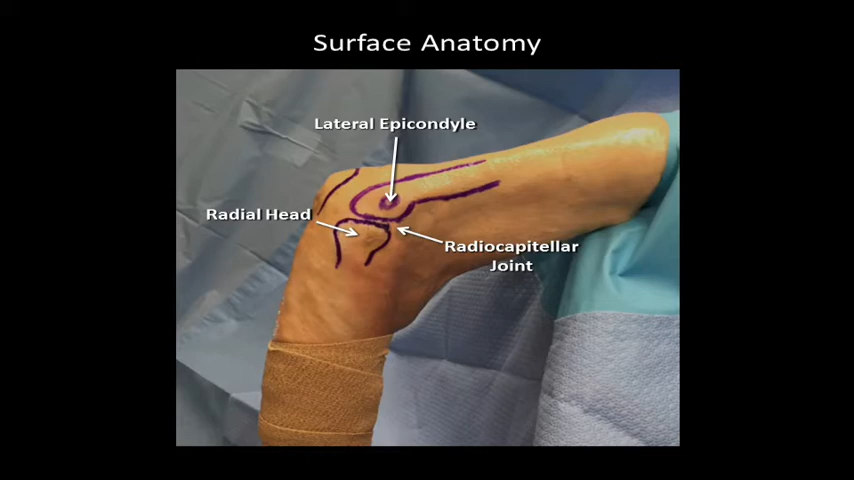 Surface Anatomy
Lateral Epicondyle
Radial Head
Radiocapitellar
Joint